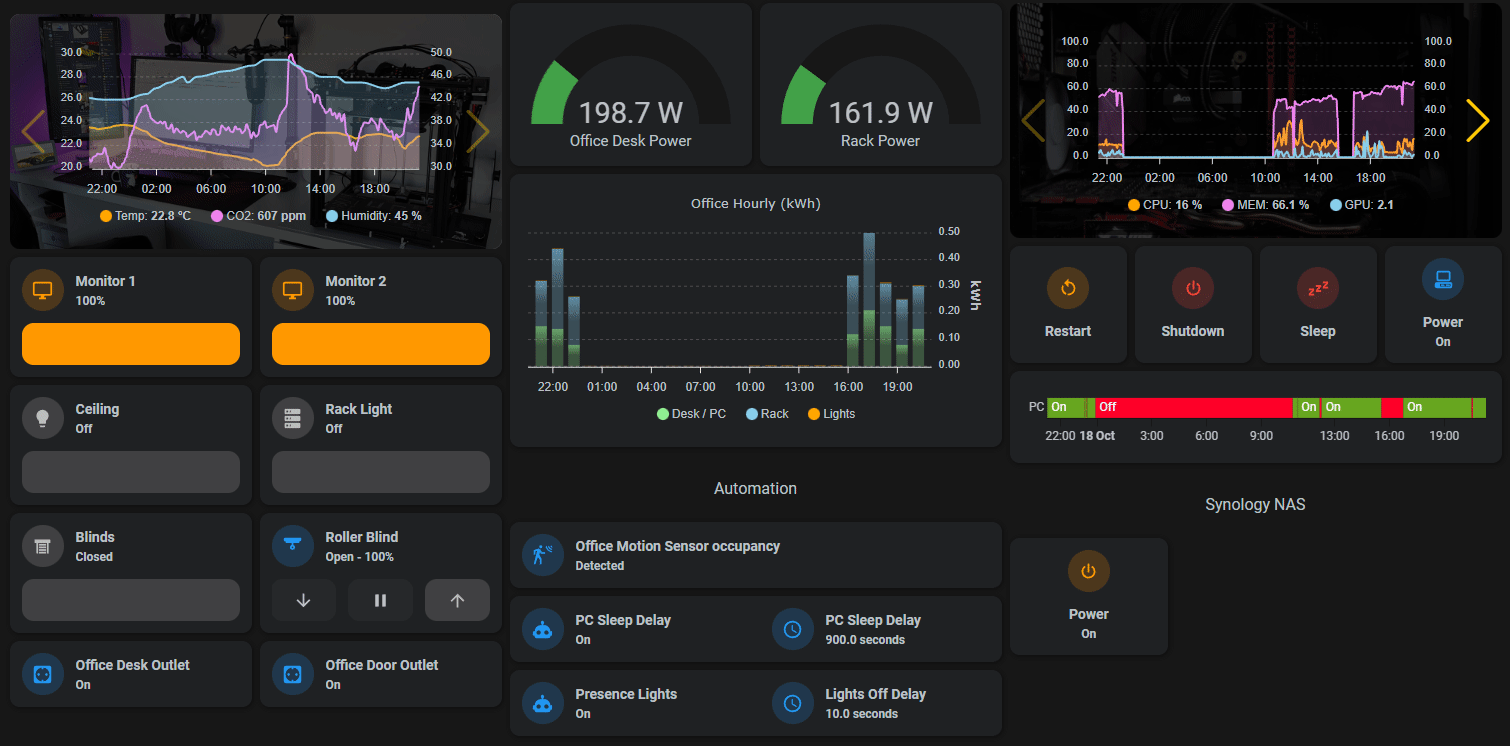 30.0
28.0
26.0
24.0
22.0
20.0
50.0
46.0
42.0
38.0
34.0
30.0
22:00 02:00 06:00 10:00 14:00 18:00
Temp: 22.8 °C CO2: 607 ppm Humidity: 45 %
Monitor 1
100%
Monitor 2
100%
Ceiling
Off
Rack Light
Off
Blinds
Closed
Roller Blind
Open - 100%
Office Desk Outlet
On
Office Door Outlet
On
198.7 W
Office Desk Power
161.9 W
Rack Power
Office Hourly (kWh)
0.50
0.40
0.30
0.20
0.10
0.00
kWh
22:00 01:00 04:00 07:00 10:00 13:00 16:00 19:00
Desk / PC Rack Lights
Automation
Office Motion Sensor occupancy
Detected
PC Sleep Delay
On
PC Sleep Delay
900.0 seconds
Presence Lights
On
Lights Off Delay
10.0 seconds
100.0
80.0
60.0
40.0
20.0
0.0
100.0
80.0
60.0
40.0
20.0
0.0
22:00 02:00 06:00 10:00 14:00 18:00
CPU: 16 % MEM: 66.1 % GPU: 2.1
Restart
Shutdown
zzz
Sleep
Power
On
PC On Off On On On
22:00 18 Oct 3:00 6:00 9:00 13:00 16:00 19:00
Synology NAS
Power
On